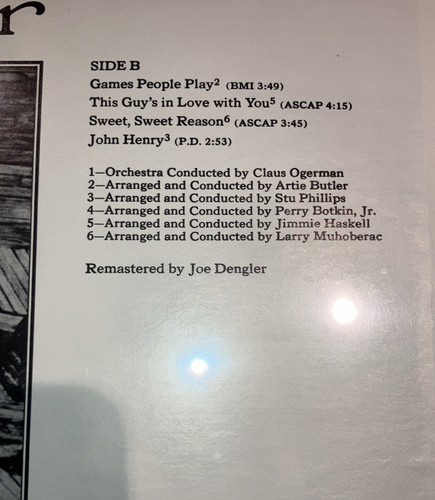 r
SIDE B
Games People Play² (BMI 3:49)
This Guy's in Love with You⁵ (ASCAP 4:15)
Sweet, Sweet Reason⁶ (ASCAP 3:45)
John Henry³ (P.D. 2:53)
1—Orchestra Conducted by Claus Ogerman
2—Arranged and Conducted by Artie Butler
3—Arranged and Conducted by Stu Phillips
4—Arranged and Conducted by Perry Botkin, Jr.
5—Arranged and Conducted by Jimmie Haskell
6—Arranged and Conducted by Larry Muhoberac
Remastered by Joe Dengler